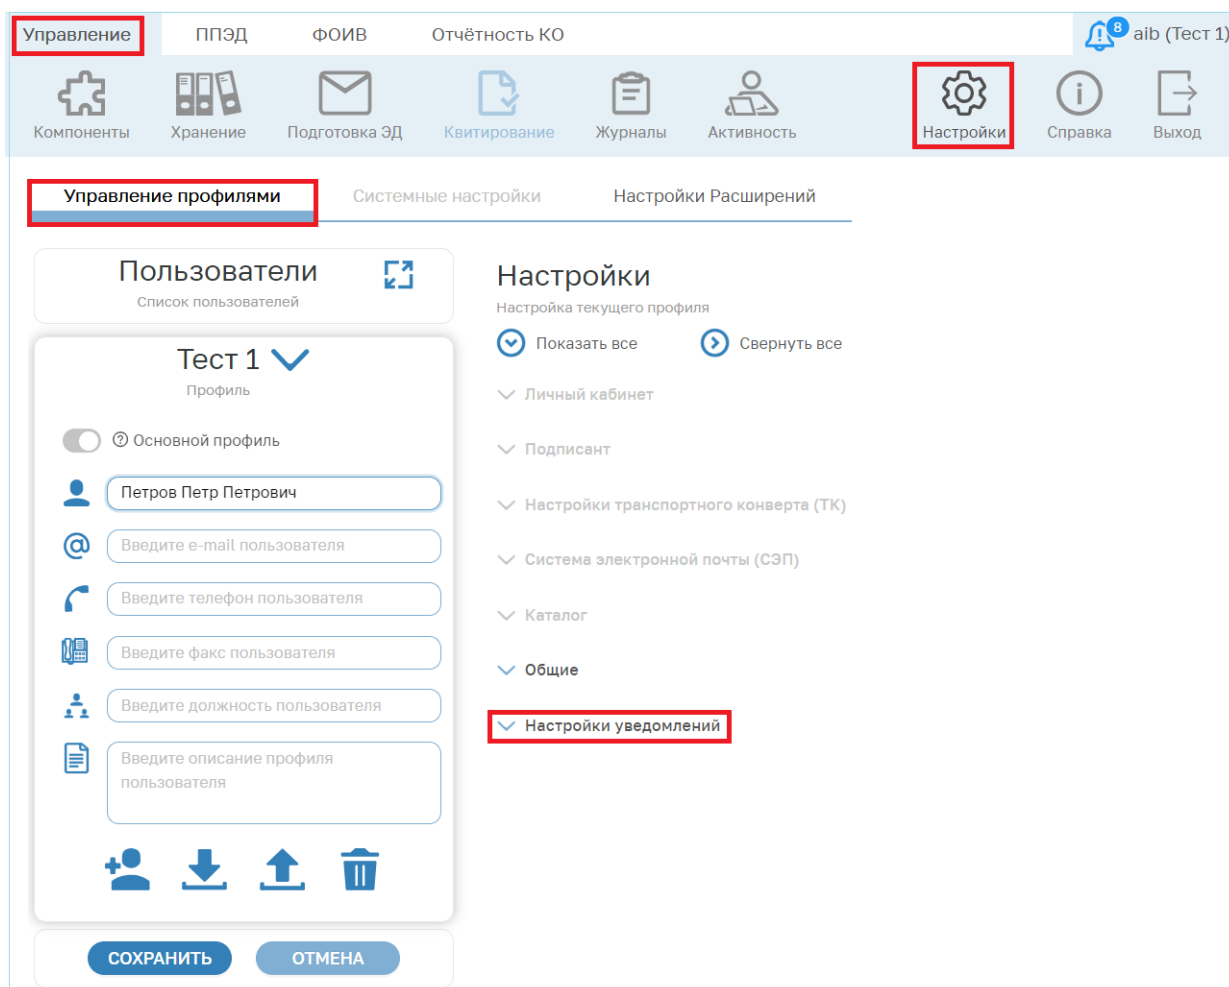 Управление ППЭД ФОИВ Отчётность КО 8 aib (Тест 1)
Компоненты Хранение Подготовка ЭД Квитирование Журналы Активность Настройки Справка Выход
Управление профилями Системные настройки Настройки Расширений
Пользователи
Список пользователей
Тест 1
Профиль
Основной профиль
Петров Петр Петрович
Введите e-mail пользователя
Введите телефон пользователя
Введите факс пользователя
Введите должность пользователя
Введите описание профиля
пользователя
СОХРАНИТЬ ОТМЕНА
Настройки
Настройка текущего профиля
Показать все Свернуть все
Личный кабинет
Подписант
Настройки транспортного конверта (ТК)
Система электронной почты (СЭП)
Каталог
Общие
Настройки уведомлений